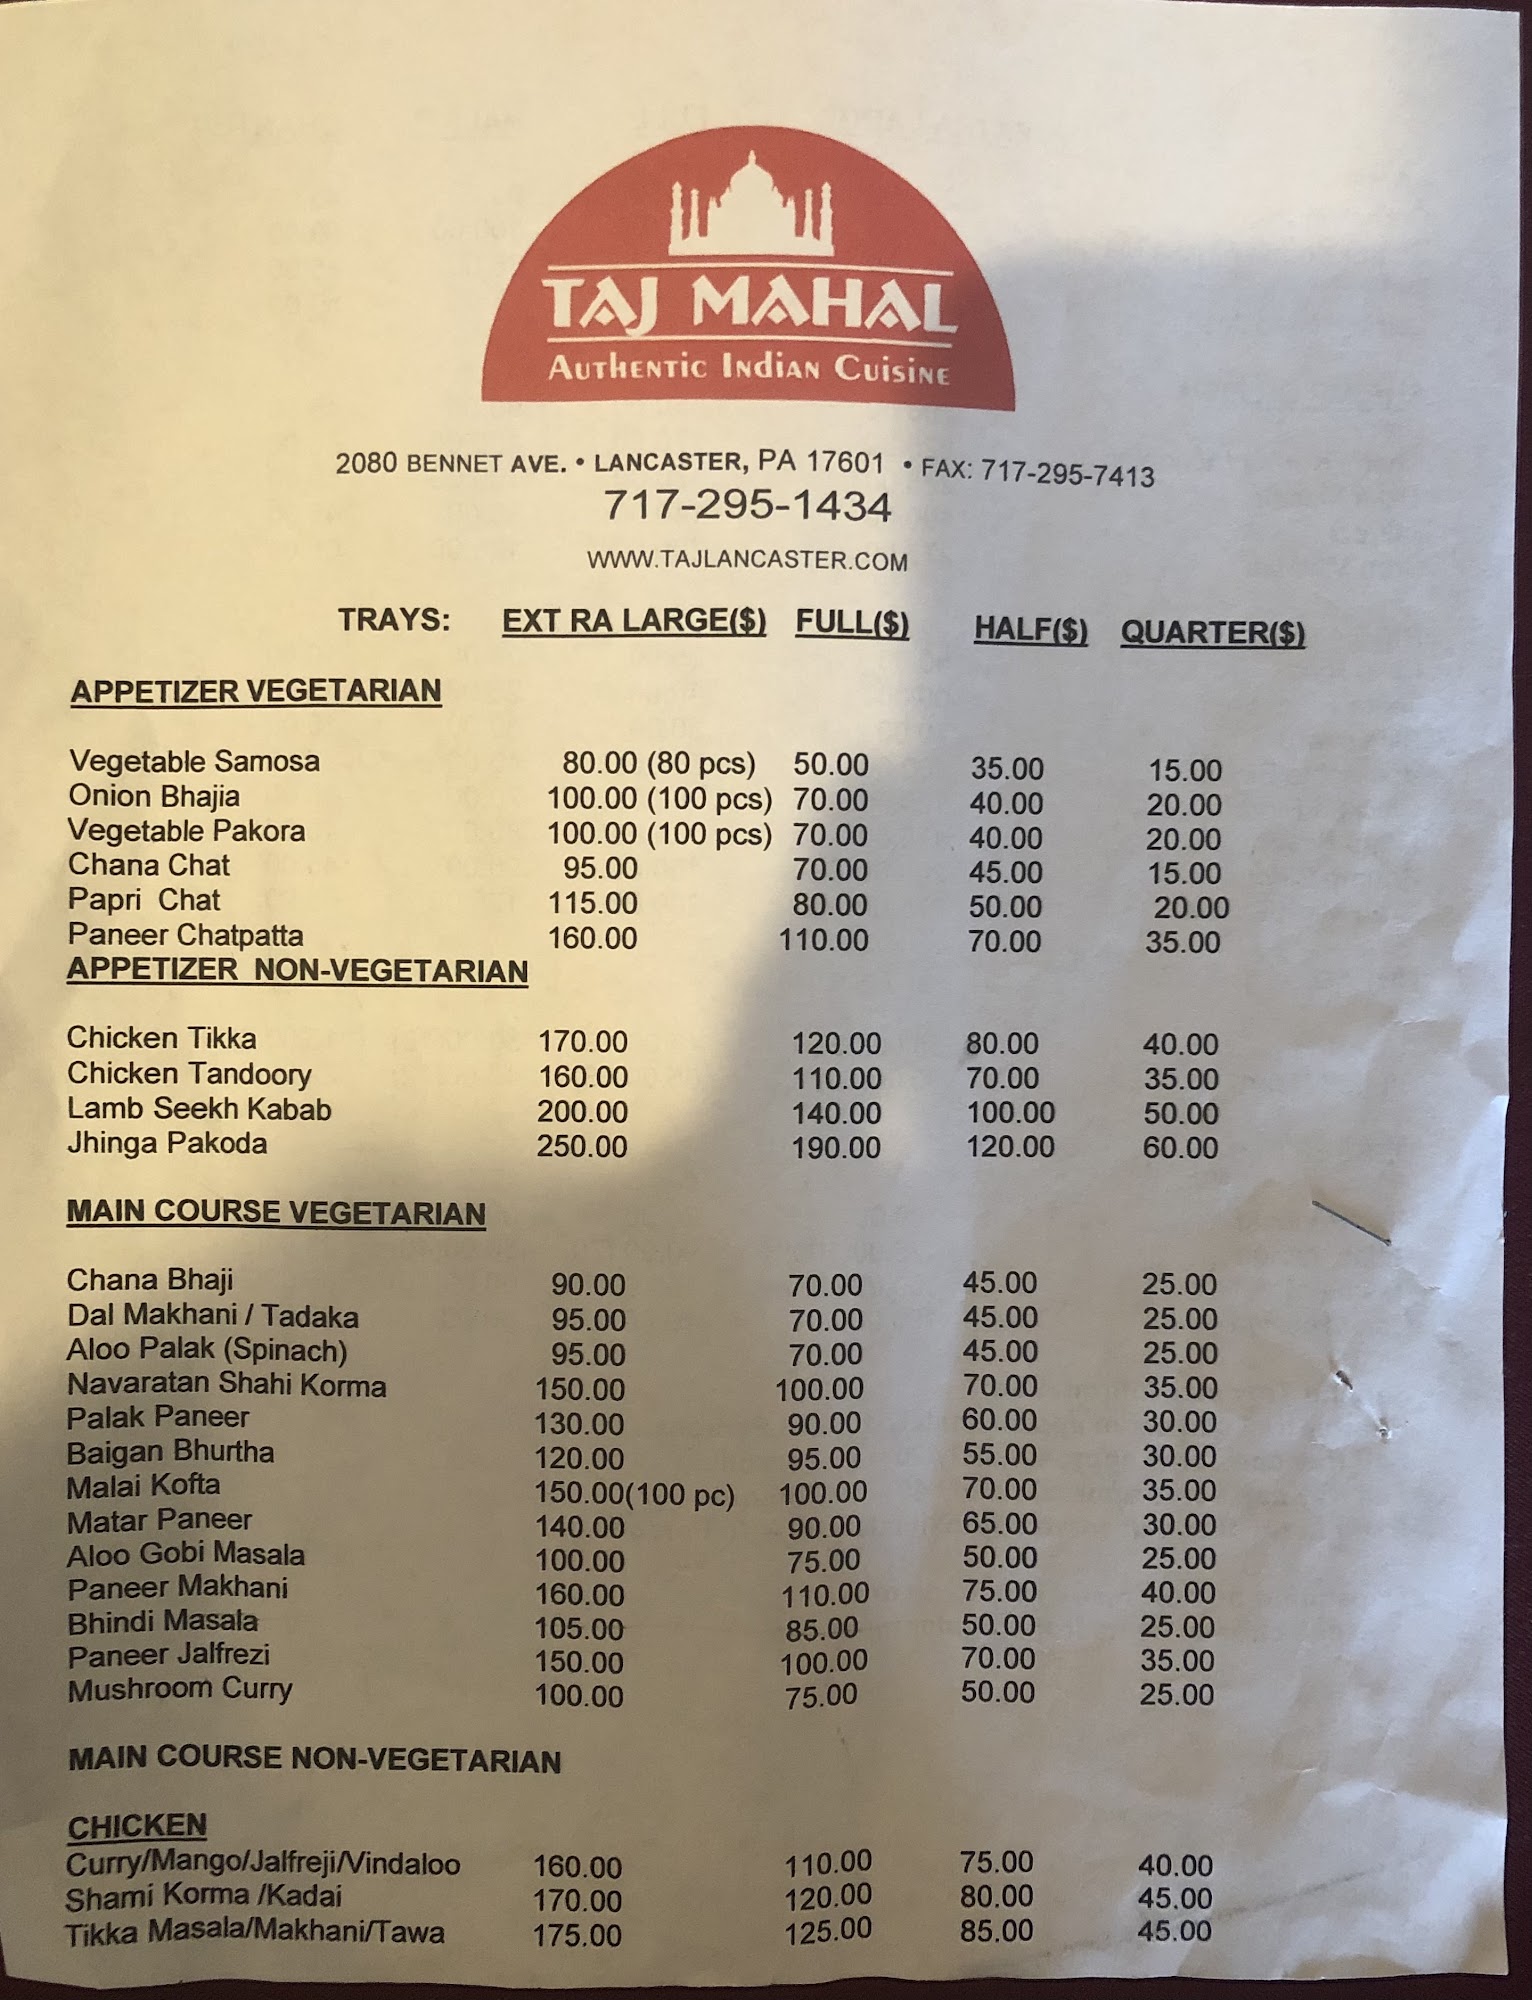 TAJ MAHAL
Authentic Indian Cuisine
2080 BENNET AVE. • LANCASTER, PA 17601 • FAX: 717-295-7413
717-295-1434
WWW.TAJLANCASTER.COM
TRAYS: EXT RA LARGE($) FULL($) HALF($) QUARTER($)
APPETIZER VEGETARIAN
Vegetable Samosa 80.00 (80 pcs) 50.00 35.00 15.00
Onion Bhajia 100.00 (100 pcs) 70.00 40.00 20.00
Vegetable Pakora 100.00 (100 pcs) 70.00 40.00 20.00
Chana Chat 95.00 70.00 45.00 15.00
Papri Chat 115.00 80.00 50.00 20.00
Paneer Chatpatta 160.00 110.00 70.00 35.00
APPETIZER NON-VEGETARIAN
Chicken Tikka 170.00 120.00 80.00 40.00
Chicken Tandoory 160.00 110.00 70.00 35.00
Lamb Seekh Kabab 200.00 140.00 100.00 50.00
Jhinga Pakoda 250.00 190.00 120.00 60.00
MAIN COURSE VEGETARIAN
Chana Bhaji 90.00 70.00 45.00 25.00
Dal Makhani / Tadaka 95.00 70.00 45.00 25.00
Aloo Palak (Spinach) 95.00 70.00 45.00 25.00
Navaratan Shahi Korma 150.00 100.00 70.00 35.00
Palak Paneer 130.00 90.00 60.00 30.00
Baigan Bhurtha 120.00 95.00 55.00 30.00
Malai Kofta 150.00(100 pc) 100.00 70.00 35.00
Matar Paneer 140.00 90.00 65.00 30.00
Aloo Gobi Masala 100.00 75.00 50.00 25.00
Paneer Makhani 160.00 110.00 75.00 40.00
Bhindi Masala 105.00 85.00 50.00 25.00
Paneer Jalfrezi 150.00 100.00 70.00 35.00
Mushroom Curry 100.00 75.00 50.00 25.00
MAIN COURSE NON-VEGETARIAN
CHICKEN
Curry/Mango/Jalfreji/Vindaloo 160.00 110.00 75.00 40.00
Shami Korma /Kadai 170.00 120.00 80.00 45.00
Tikka Masala/Makhani/Tawa 175.00 125.00 85.00 45.00